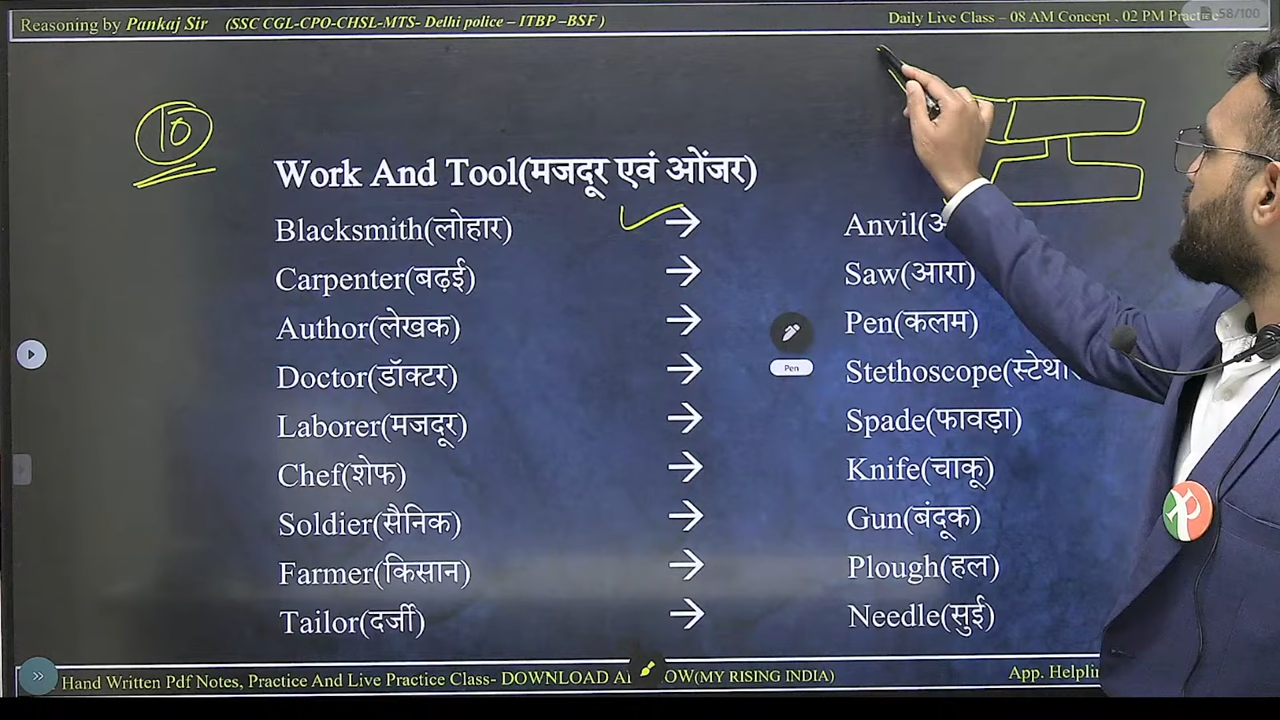 Reasoning by Pankaj Sir (SSC CGL-CPO-CHSL-MTS- Delhi police – ITBP –BSF )
Daily Live Class – 08 AM Concept , 02 PM Practice
58/100
10
Work And Tool(मजदूर एवं ओंजर)
Blacksmith(लोहार) → Anvil(
Carpenter(बढ़ई) → Saw(आरा)
Author(लेखक) → Pen(कलम)
Pen
Doctor(डॉक्टर) → Stethoscope(
Laborer(मजदूर) → Spade(फावड़ा)
Chef(शेफ) → Knife(चाकू)
Soldier(सैनिक) → Gun(बंदूक)
Farmer(किसान) → Plough(हल)
Tailor(दर्जी) → Needle(सुई)
Hand Written Pdf Notes, Practice And Live Practice Class- DOWNLOAD (MY RISING INDIA)
App.